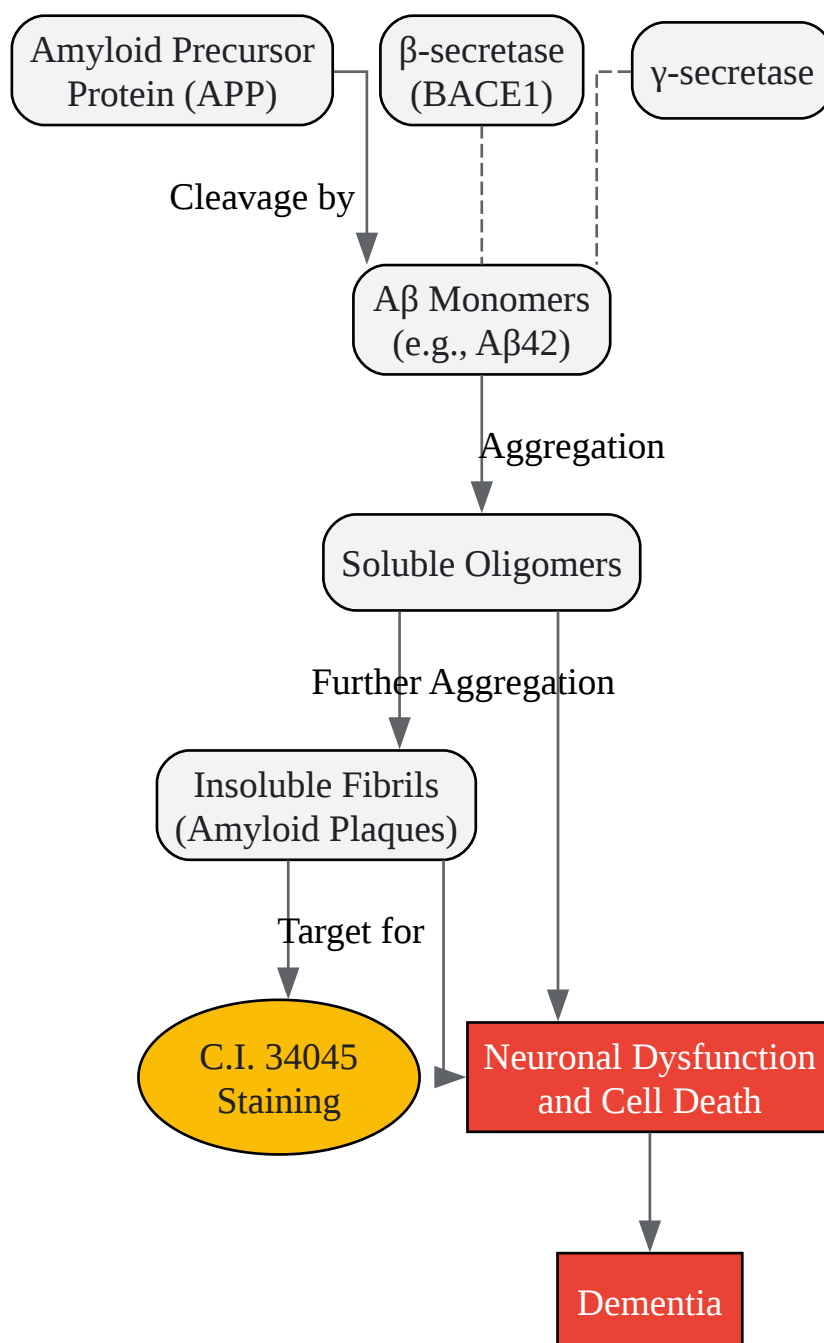 Amyloid Precursor
Protein (APP)
β-secretase
(BACE1)
γ-secretase
Cleavage by
Aβ Monomers
(e.g., Aβ42)
Aggregation
Soluble Oligomers
Further Aggregation
Insoluble Fibrils
(Amyloid Plaques)
Target for
C.I. 34045
Staining
Neuronal Dysfunction
and Cell Death
Dementia